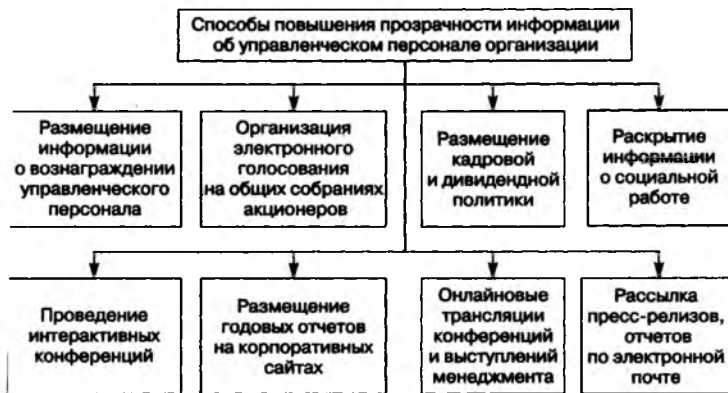 Способы повышения прозрачности информации
об управленческом персонале организации
Размещение
информации
о вознаграждении
управленческого
персонала
Организация
электронного
голосования
на общих собраниях
акционеров
Размещение
кадровой
и дивидендной
политики
Раскрытие
информации
о социальной
работе
Проведение
интерактивных
конференций
Размещение
годовых отчетов
на корпоративных
сайтах
Онлайновые
трансляции
конференций
и выступлений
менеджмента
Рассылка
пресс-релизов,
отчетов
по электронной
почте